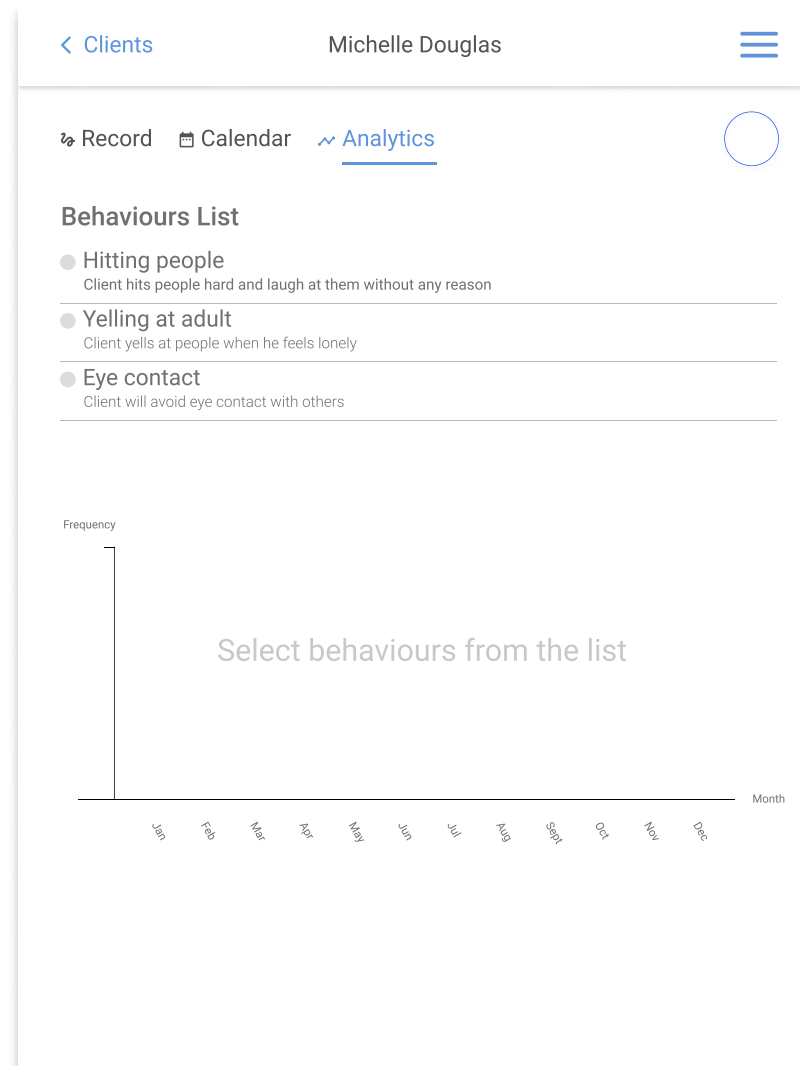 Clients
Michelle Douglas
Record
Calendar
Analytics
Behaviours List
Hitting people
Client hits people hard and laugh at them without any reason
Yelling at adult
Client yells at people when he feels lonely
Eye contact
Client will avoid eye contact with others
Frequency
Select behaviours from the list
Month
Jan
Feb
Mar
Apr
May
Jun
Jul
Aug
Sept
Oct
Nov
Dec